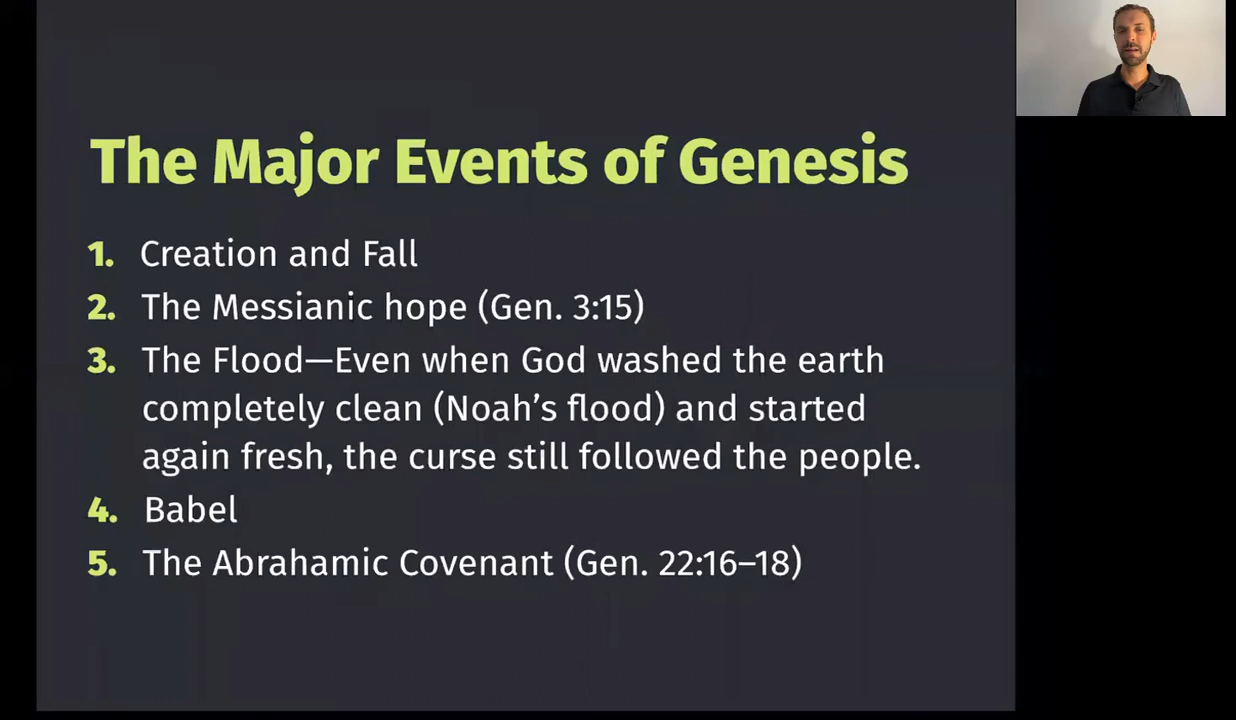 The Major Events of Genesis
1. Creation and Fall
2. The Messianic hope (Gen. 3:15)
3. The Flood—Even when God washed the earth
completely clean (Noah’s flood) and started
again fresh, the curse still followed the people.
4. Babel
5. The Abrahamic Covenant (Gen. 22:16–18)